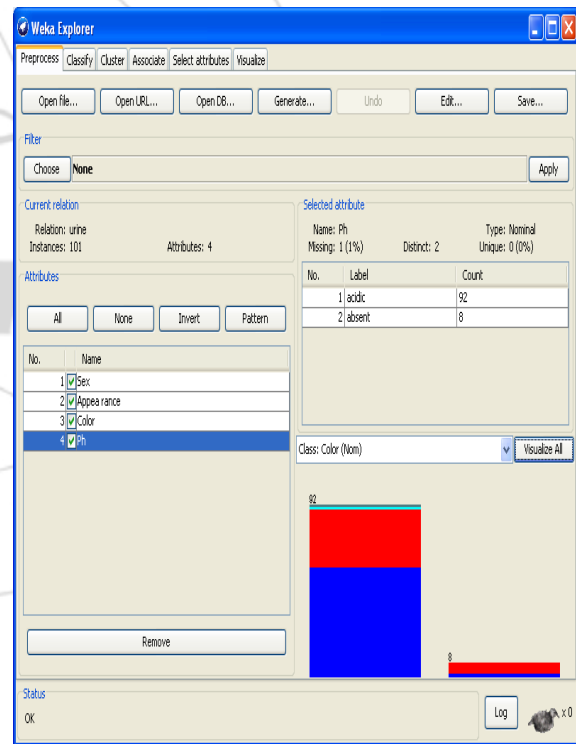 Weka Explorer
Preprocess Classify Cluster Associate Select attributes Visualize
Open file... Open URL... Open DB... Generate... Undo Edit... Save...
Filter
Choose None Apply
Current relation
Relation: urine
Instances: 101 Attributes: 4
Attributes
All None Invert Pattern
No. Name
1 Sex
2 Appea rance
3 Color
4 Ph
Remove
Selected attribute
Name: Ph Type: Nominal
Missing: 1 (1%) Distinct: 2 Unique: 0 (0%)
No. Label Count
1 acidic 92
2 absent 8
Class: Color (Nom) Visualize All
92
8
Status
OK
Log x 0